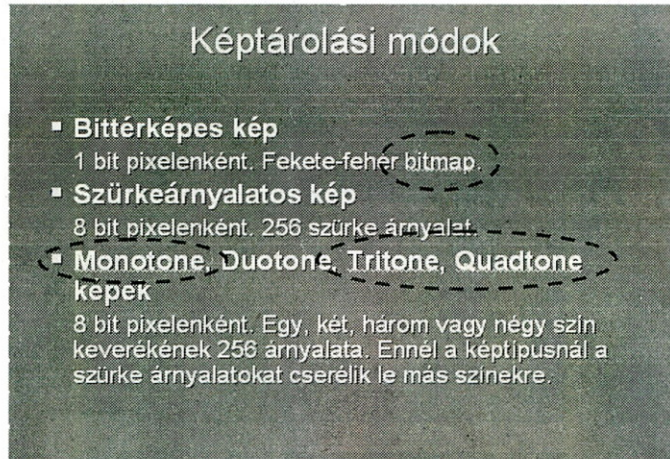 Képtárolási módok
▪ Bittérképes kép
1 bit pixelenként. Fekete-fehér bitmap.
▪ Szürkeárnyalatos kép
8 bit pixelenként. 256 szürke árnyalat.
▪ Monotone, Duotone, Tritone, Quadtone
képek
8 bit pixelenként. Egy, két, három vagy négy szín
keverékének 256 árnyalata. Ennél a képtípusnál a
szürke árnyalatokat cserélik le más színekre.